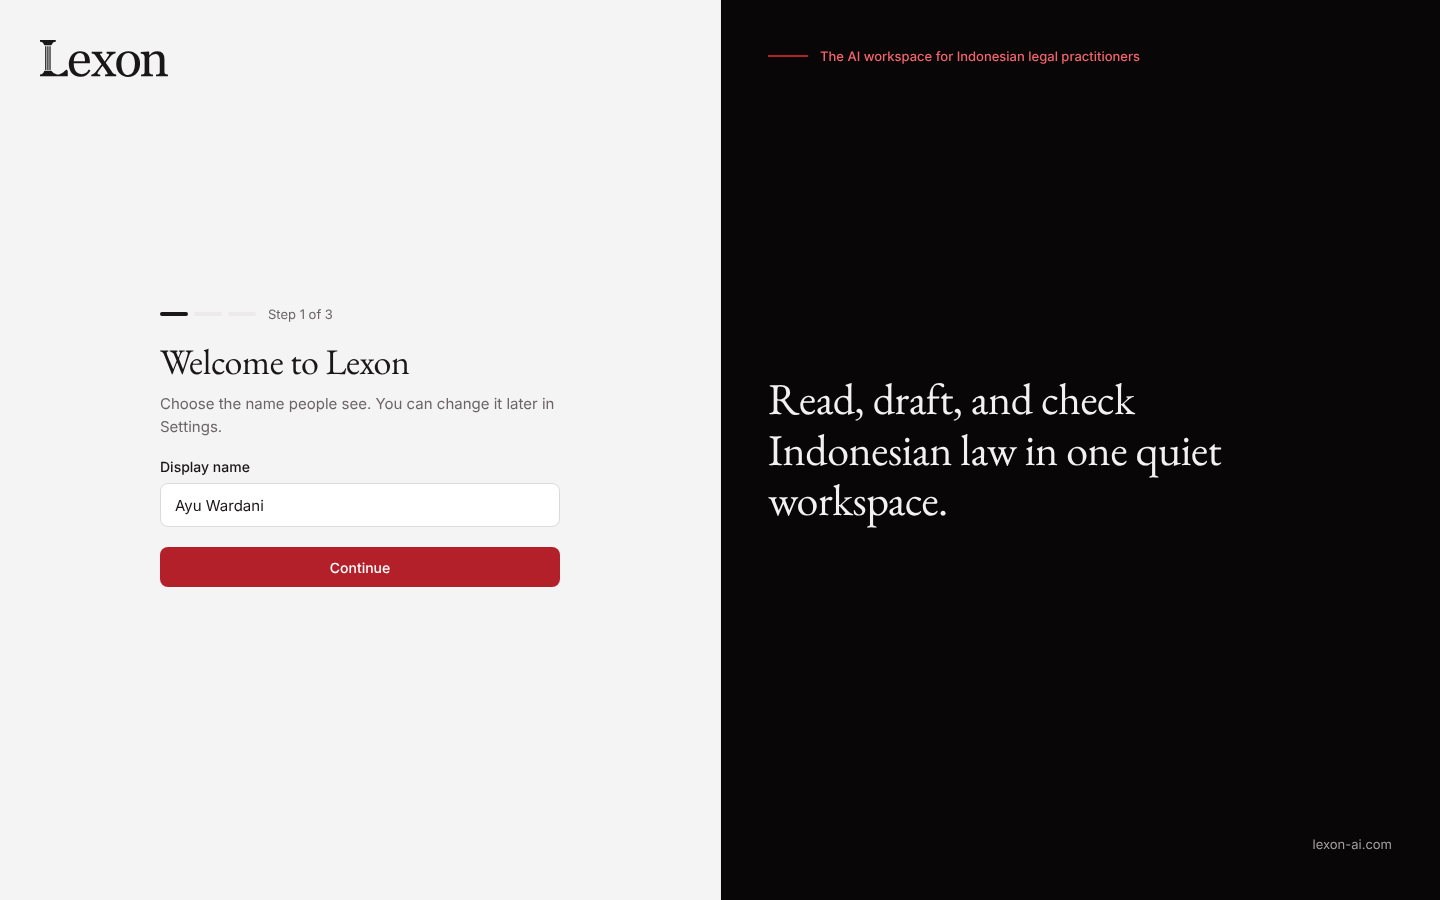 Lexon
Step 1 of 3
Welcome to Lexon
Choose the name people see. You can change it later in
Settings.
Display name
Ayu Wardani
Continue
The AI workspace for Indonesian legal practitioners
Read, draft, and check
Indonesian law in one quiet
workspace.
lexon-ai.com